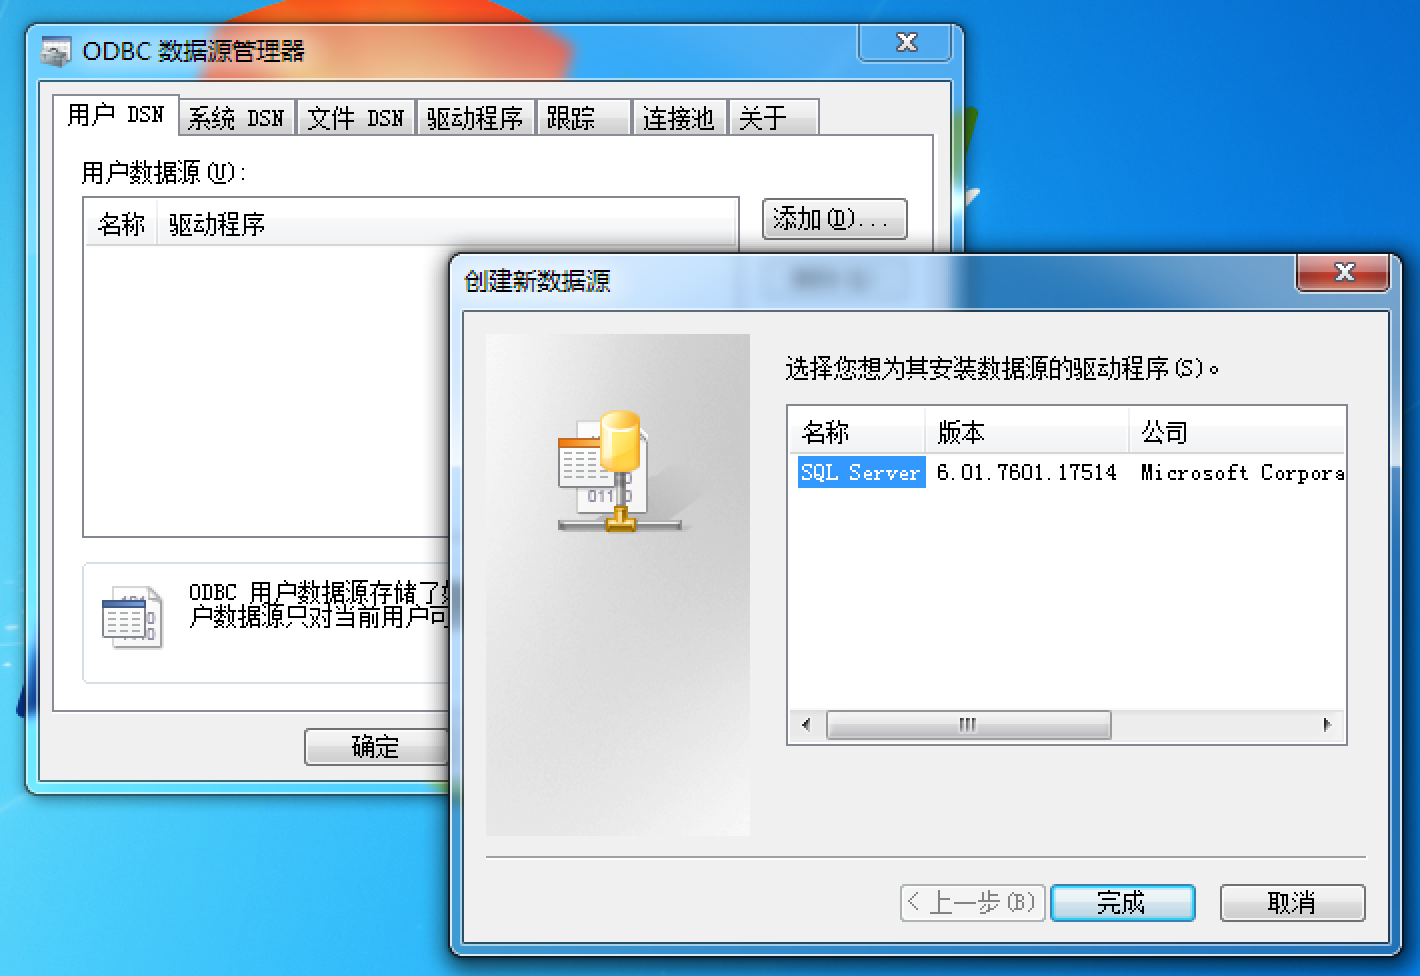 ODBC 数据源管理器
用户 DSN 系统 DSN 文件 DSN 驱动程序 跟踪 连接池 关于
用户数据源(U):
名称 驱动程序
添加(D)...
ODBC 用户数据源存储了
户数据源只对当前用户可
确定
创建新数据源
选择您想为其安装数据源的驱动程序(S)。
名称 版本 公司
SQL Server 6.01.7601.17514 Microsoft Corpora
< 上一步(B) 完成 取消